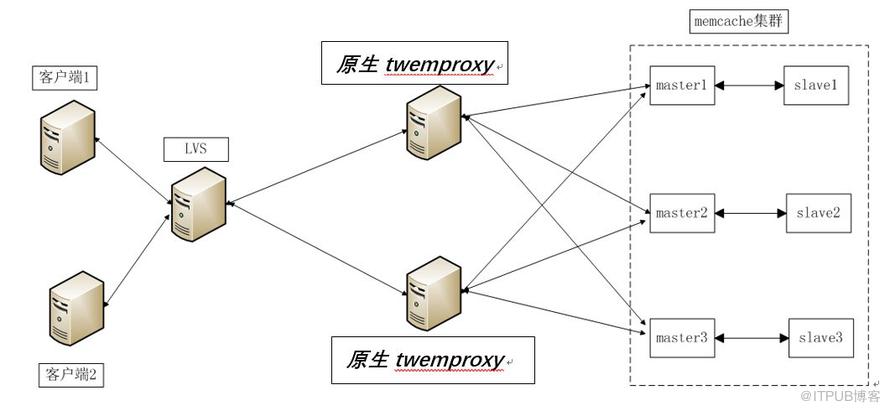 memcache集群
原生 twemproxy
客户端1
master1
slave1
LVS
master2
slave2
原生 twemproxy
master3
slave3
客户端2
@ITPUB博客